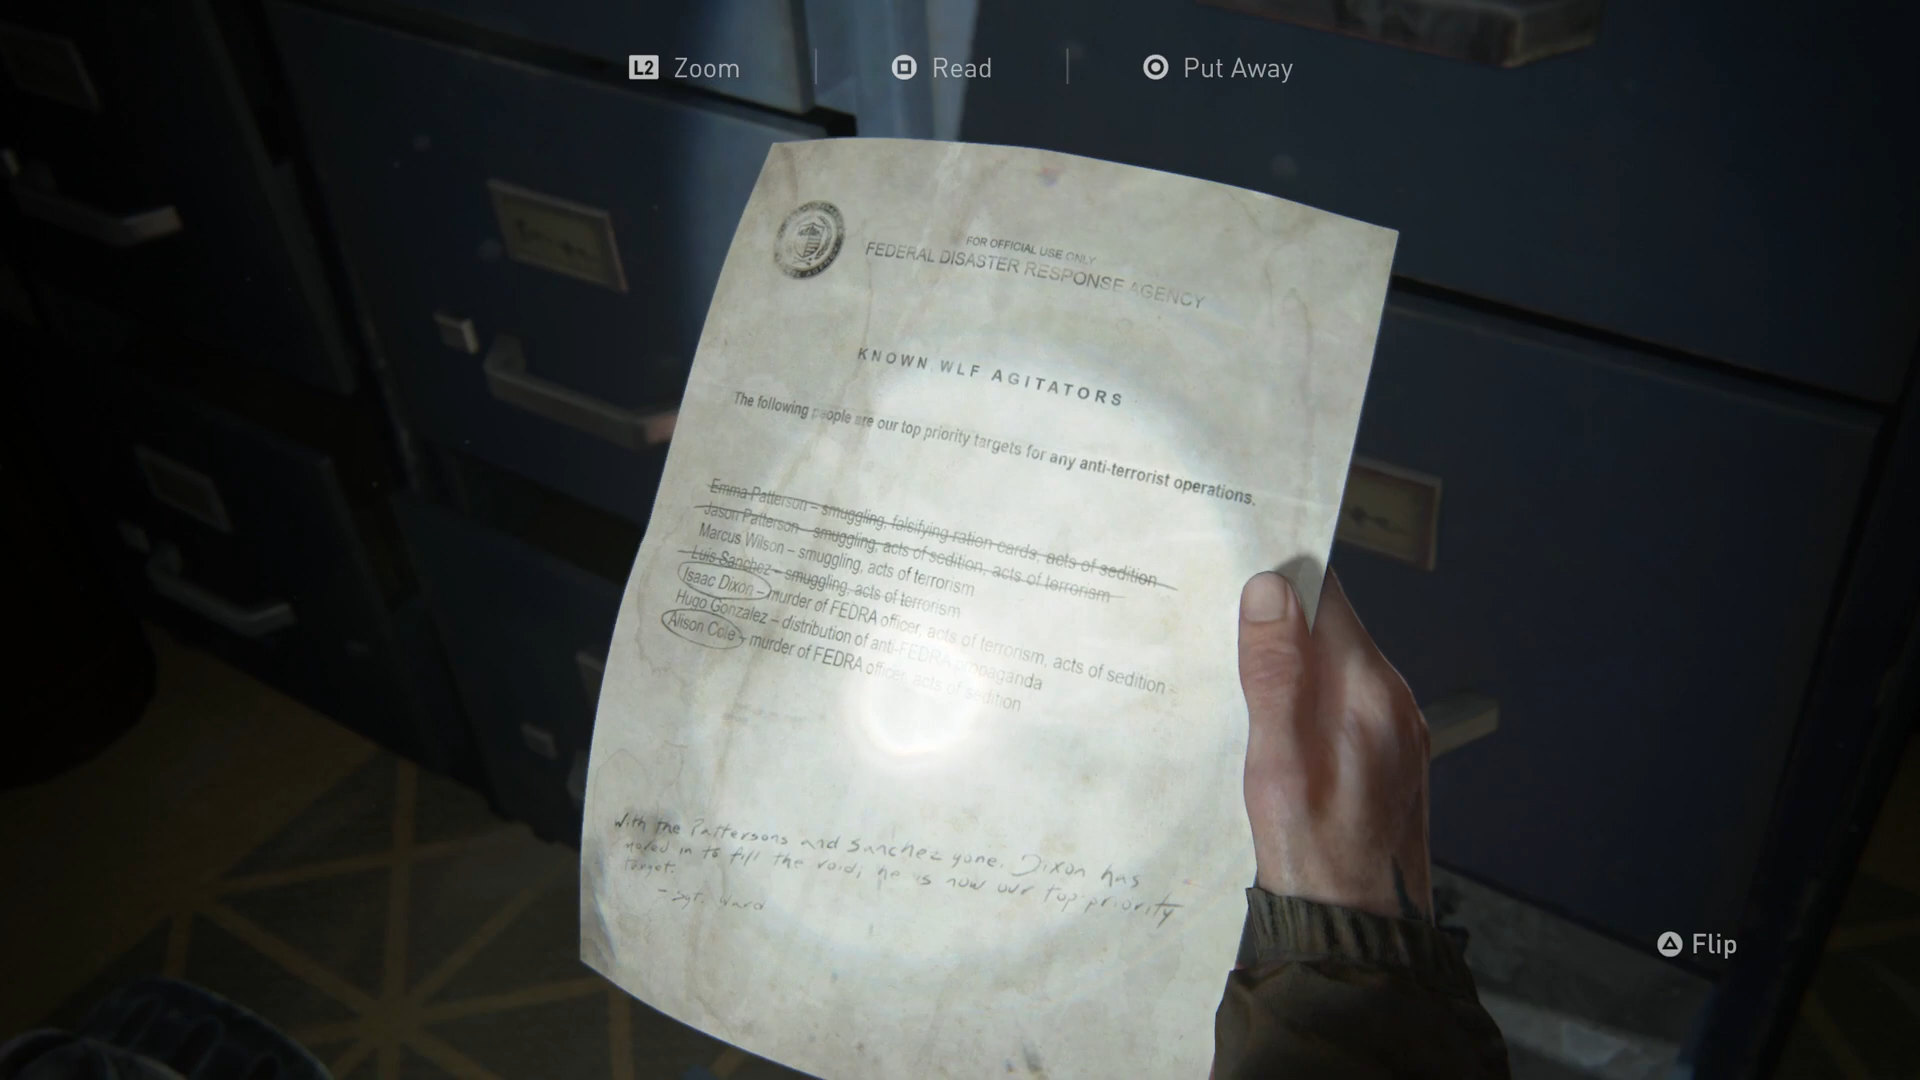 L2 Zoom
Read
Put Away
FOR OFFICIAL USE ONLY
FEDERAL DISASTER RESPONSE AGENCY
KNOWN WLF AGITATORS
The following people are our top priority targets for any anti-terrorist operations.
Emma Patterson – smuggling, falsifying ration cards, acts of sedition
Jason Patterson – smuggling, acts of sedition, acts of terrorism
Marcus Wilson – smuggling, acts of terrorism
Luis Sanchez – smuggling, acts of terrorism
Isaac Dixon – murder of FEDRA officer, acts of terrorism, acts of sedition –
Hugo Gonzalez – distribution of anti-FEDRA propaganda
Alison Cole – murder of FEDRA officer, acts of sedition
With the Pattersons and Sanchez gone, Dixon has
moved in to fill the void; he is now our top priority
target.
- Sgt. Ward
Flip